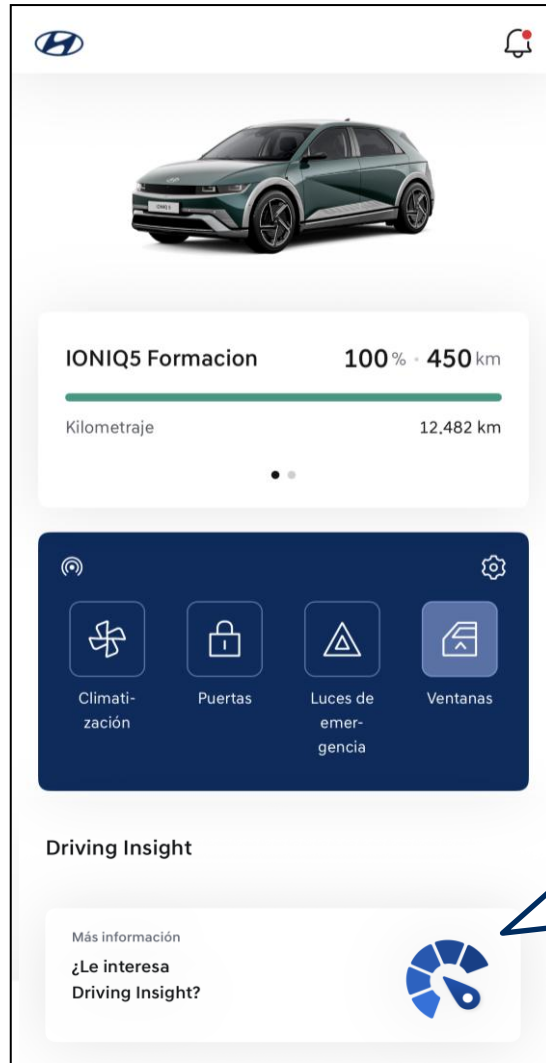 IONIQ5 Formacion 100% · 450 km
Kilometraje 12,482 km
Climati-
zación
Puertas
Luces de
emer-
gencia
Ventanas
Driving Insight
Más información
¿Le interesa
Driving Insight?